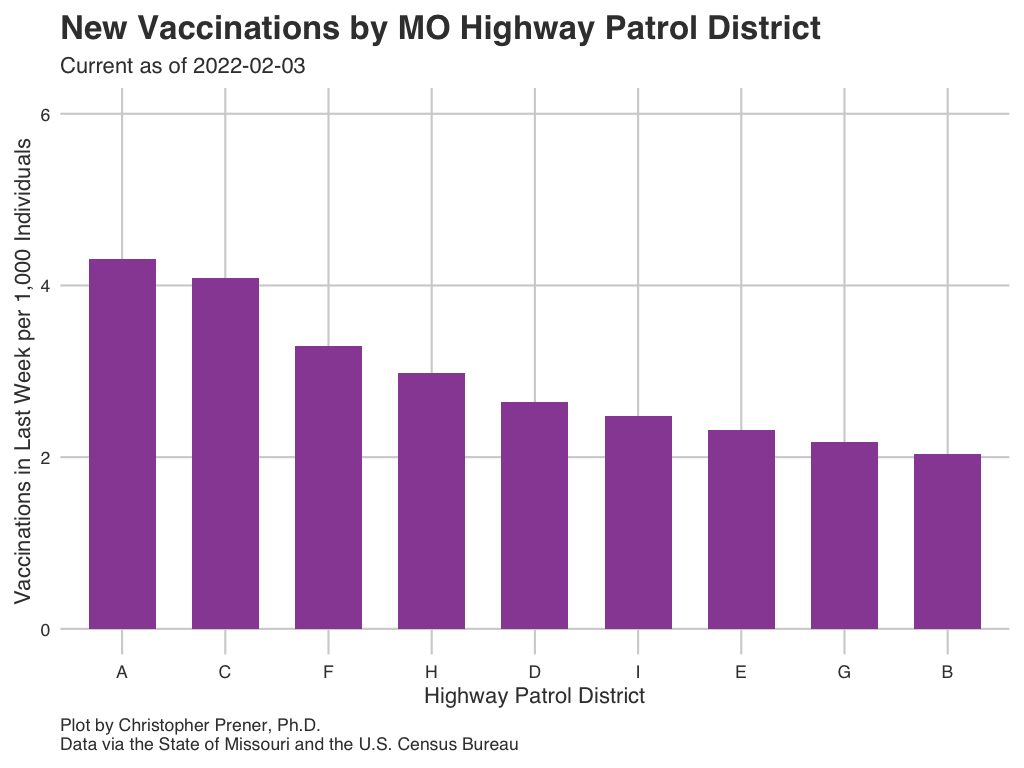 New Vaccinations by MO Highway Patrol District
Current as of 2022-02-03
Vaccinations in Last Week per 1,000 Individuals
6
4
2
0
A C F H D I E G B
Highway Patrol District
Plot by Christopher Prener, Ph.D.
Data via the State of Missouri and the U.S. Census Bureau